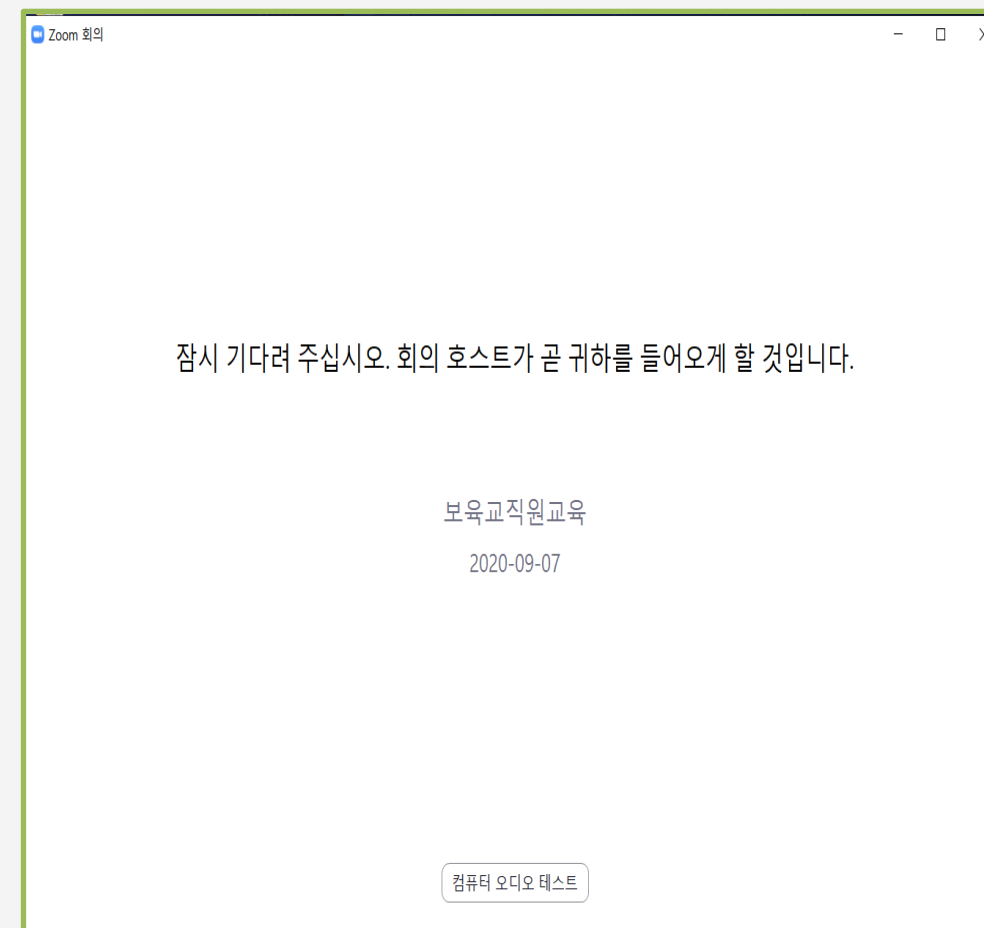 Zoom 회의
잠시 기다려 주십시오. 회의 호스트가 곧 귀하를 들어오게 할 것입니다.
보육교직원교육
2020-09-07
컴퓨터 오디오 테스트